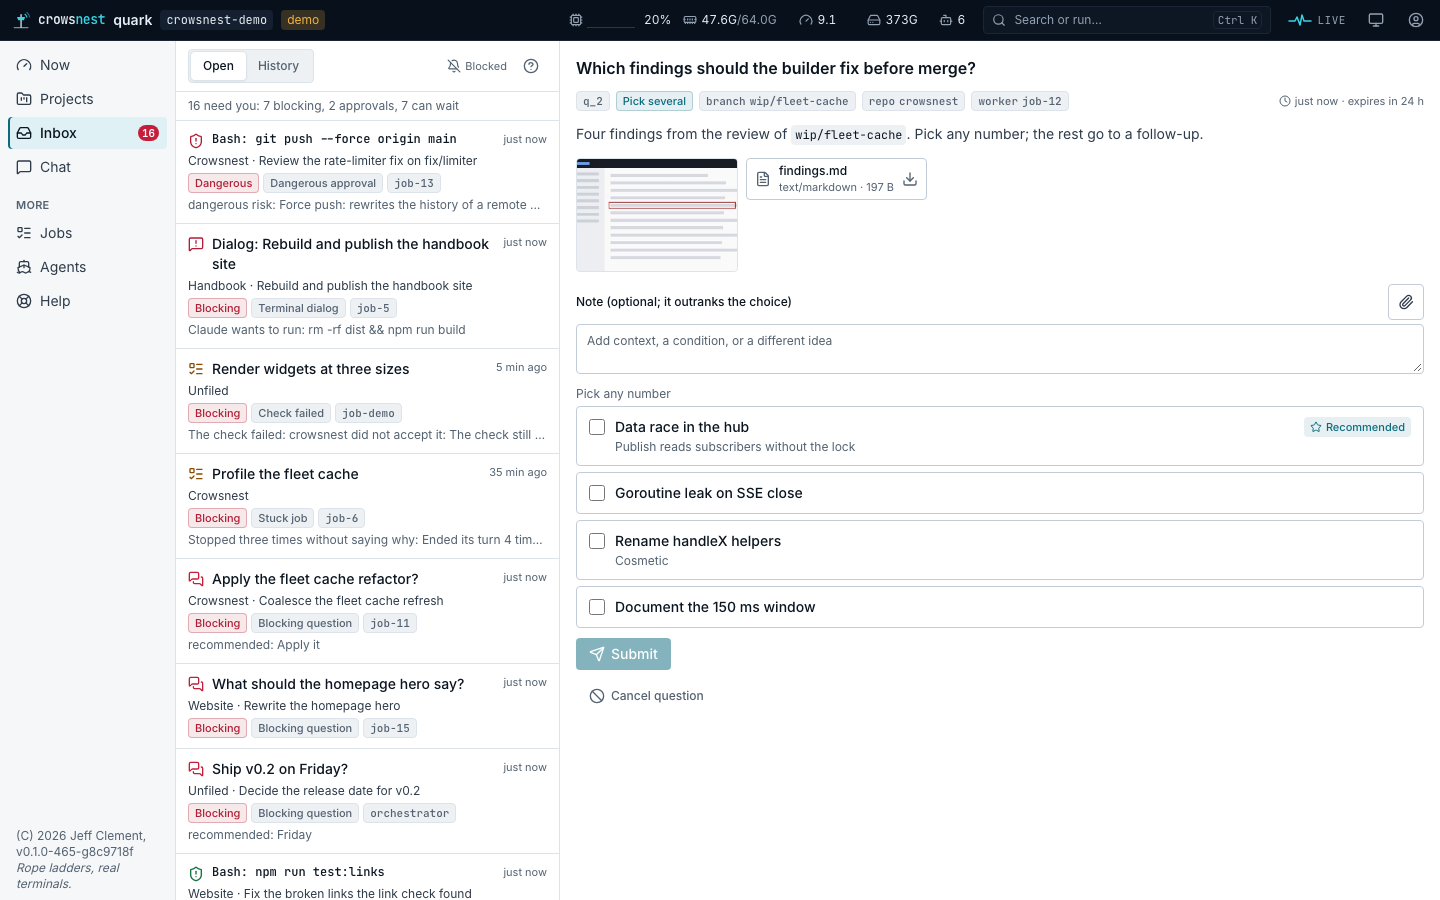 crowsnest quark crowsnest-demo demo 20% 47.6G/64.0G 9.1 373G 6 Search or run... Ctrl K LIVE
Now
Projects
Inbox 16
Chat
MORE
Jobs
Agents
Help
(C) 2026 Jeff Clement,
v0.1.0-465-g8c9718f
Rope ladders, real
terminals.
Open History Blocked
16 need you: 7 blocking, 2 approvals, 7 can wait
Bash: git push --force origin main just now
Crowsnest · Review the rate-limiter fix on fix/limiter
Dangerous Dangerous approval job-13
dangerous risk: Force push: rewrites the history of a remote ...
Dialog: Rebuild and publish the handbook just now
site
Handbook · Rebuild and publish the handbook site
Blocking Terminal dialog job-5
Claude wants to run: rm -rf dist && npm run build
Render widgets at three sizes 5 min ago
Unfiled
Blocking Check failed job-demo
The check failed: crowsnest did not accept it: The check still ...
Profile the fleet cache 35 min ago
Crowsnest
Blocking Stuck job job-6
Stopped three times without saying why: Ended its turn 4 tim...
Apply the fleet cache refactor? just now
Crowsnest · Coalesce the fleet cache refresh
Blocking Blocking question job-11
recommended: Apply it
What should the homepage hero say? just now
Website · Rewrite the homepage hero
Blocking Blocking question job-15
Ship v0.2 on Friday? just now
Unfiled · Decide the release date for v0.2
Blocking Blocking question orchestrator
recommended: Friday
Bash: npm run test:links just now
Website · Fix the broken links the link check found
Which findings should the builder fix before merge?
q_2 Pick several branch wip/fleet-cache repo crowsnest worker job-12 just now · expires in 24 h
Four findings from the review of wip/fleet-cache. Pick any number; the rest go to a follow-up.
findings.md
text/markdown · 197 B
Note (optional; it outranks the choice)
Add context, a condition, or a different idea
Pick any number
Data race in the hub Recommended
Publish reads subscribers without the lock
Goroutine leak on SSE close
Rename handleX helpers
Cosmetic
Document the 150 ms window
Submit
Cancel question